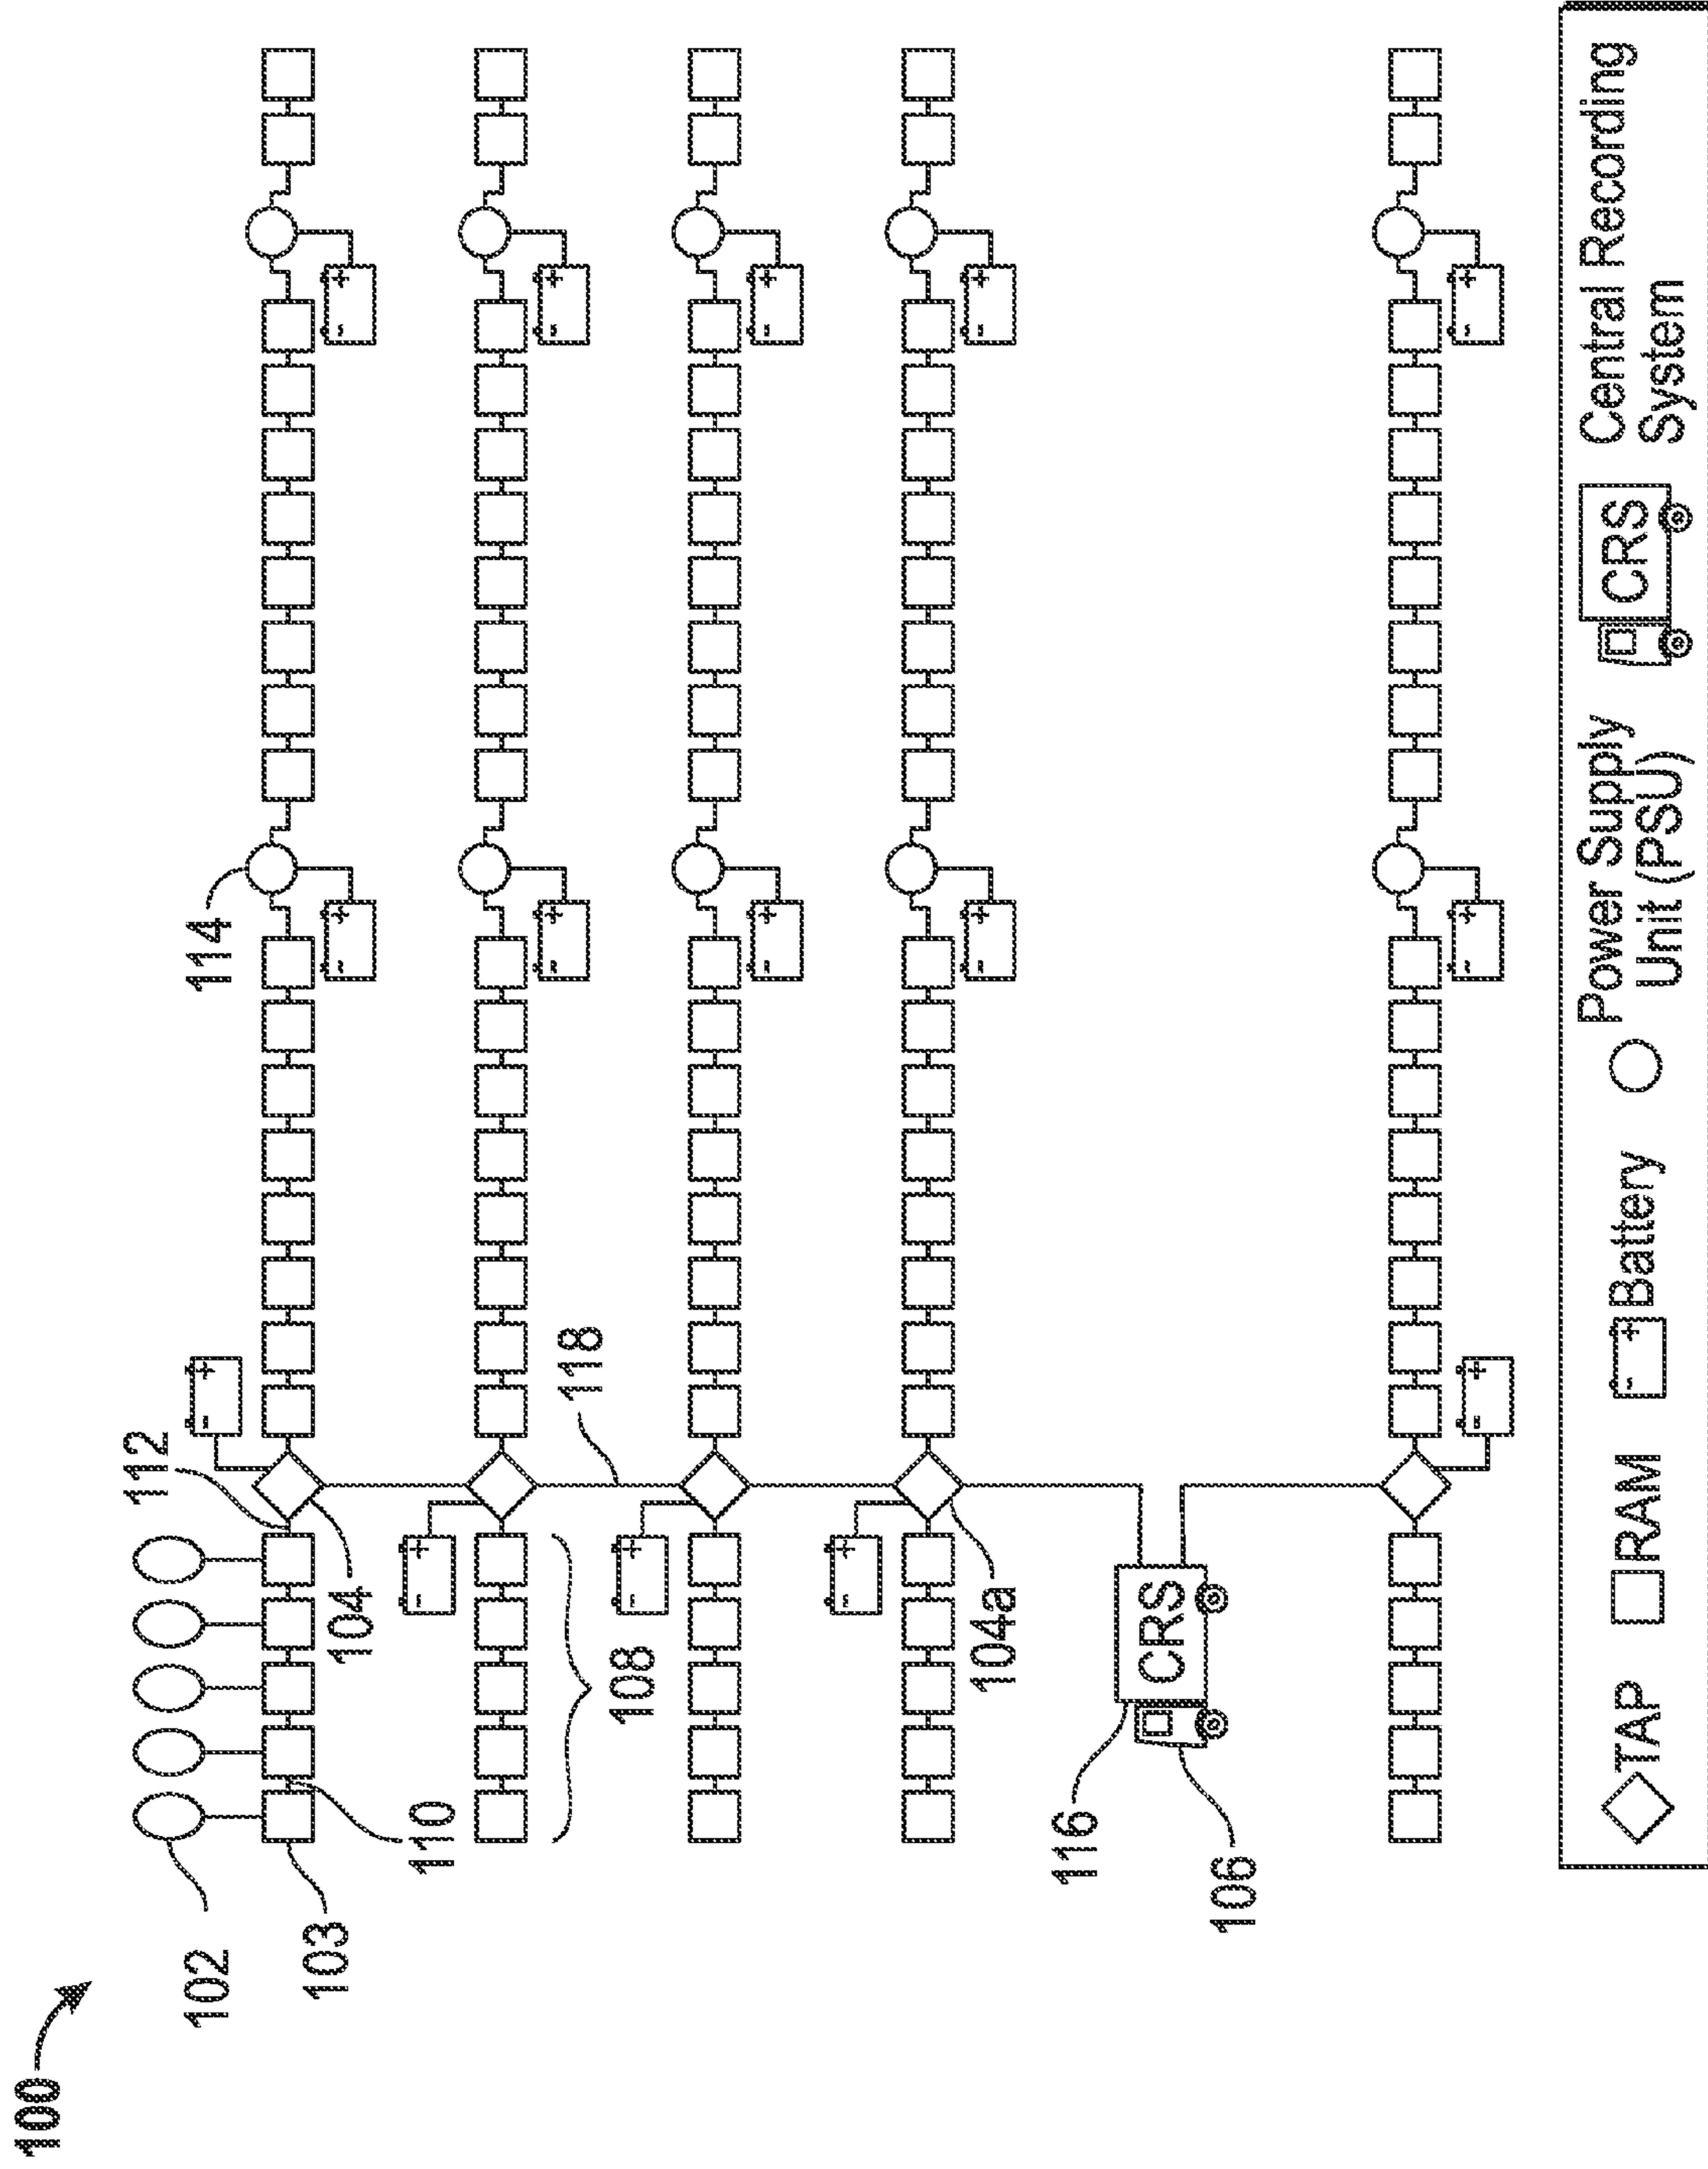 100
102
103
110
112
104
108
118
114
104a
116
106
CRS
TAP
RAM
Battery
Power Supply
Unit (PSU)
CRS
Central Recording
System